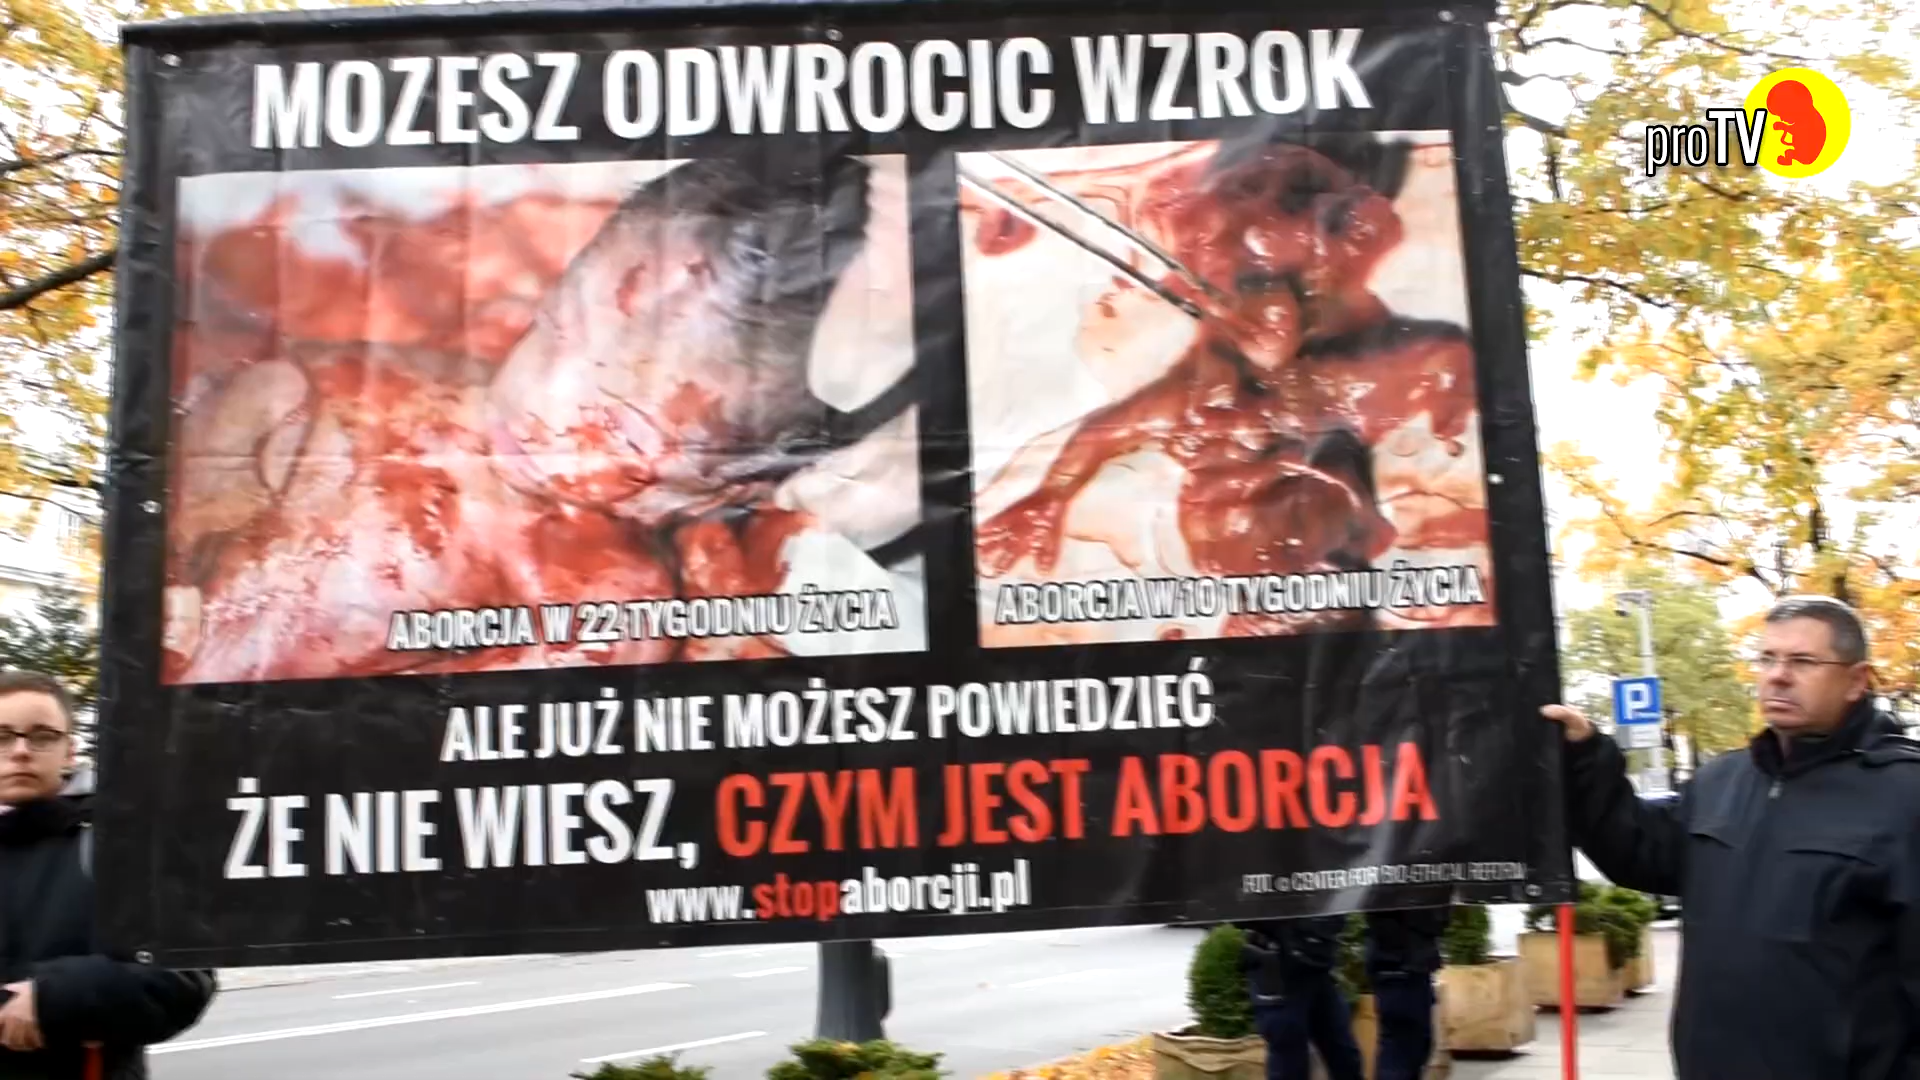 MOZESZ ODWROCIC WZROK
proTV
ABORCJA W 22 TYGODNIU ŻYCIA
ABORCJA W 10 TYGODNIU ŻYCIA
ALE JUŻ NIE MOŻESZ POWIEDZIEĆ
ŻE NIE WIESZ, CZYM JEST ABORCJA
www.stopaborcji.pl
FOT. © CENTER FOR BIO-ETHICAL REFORM
P